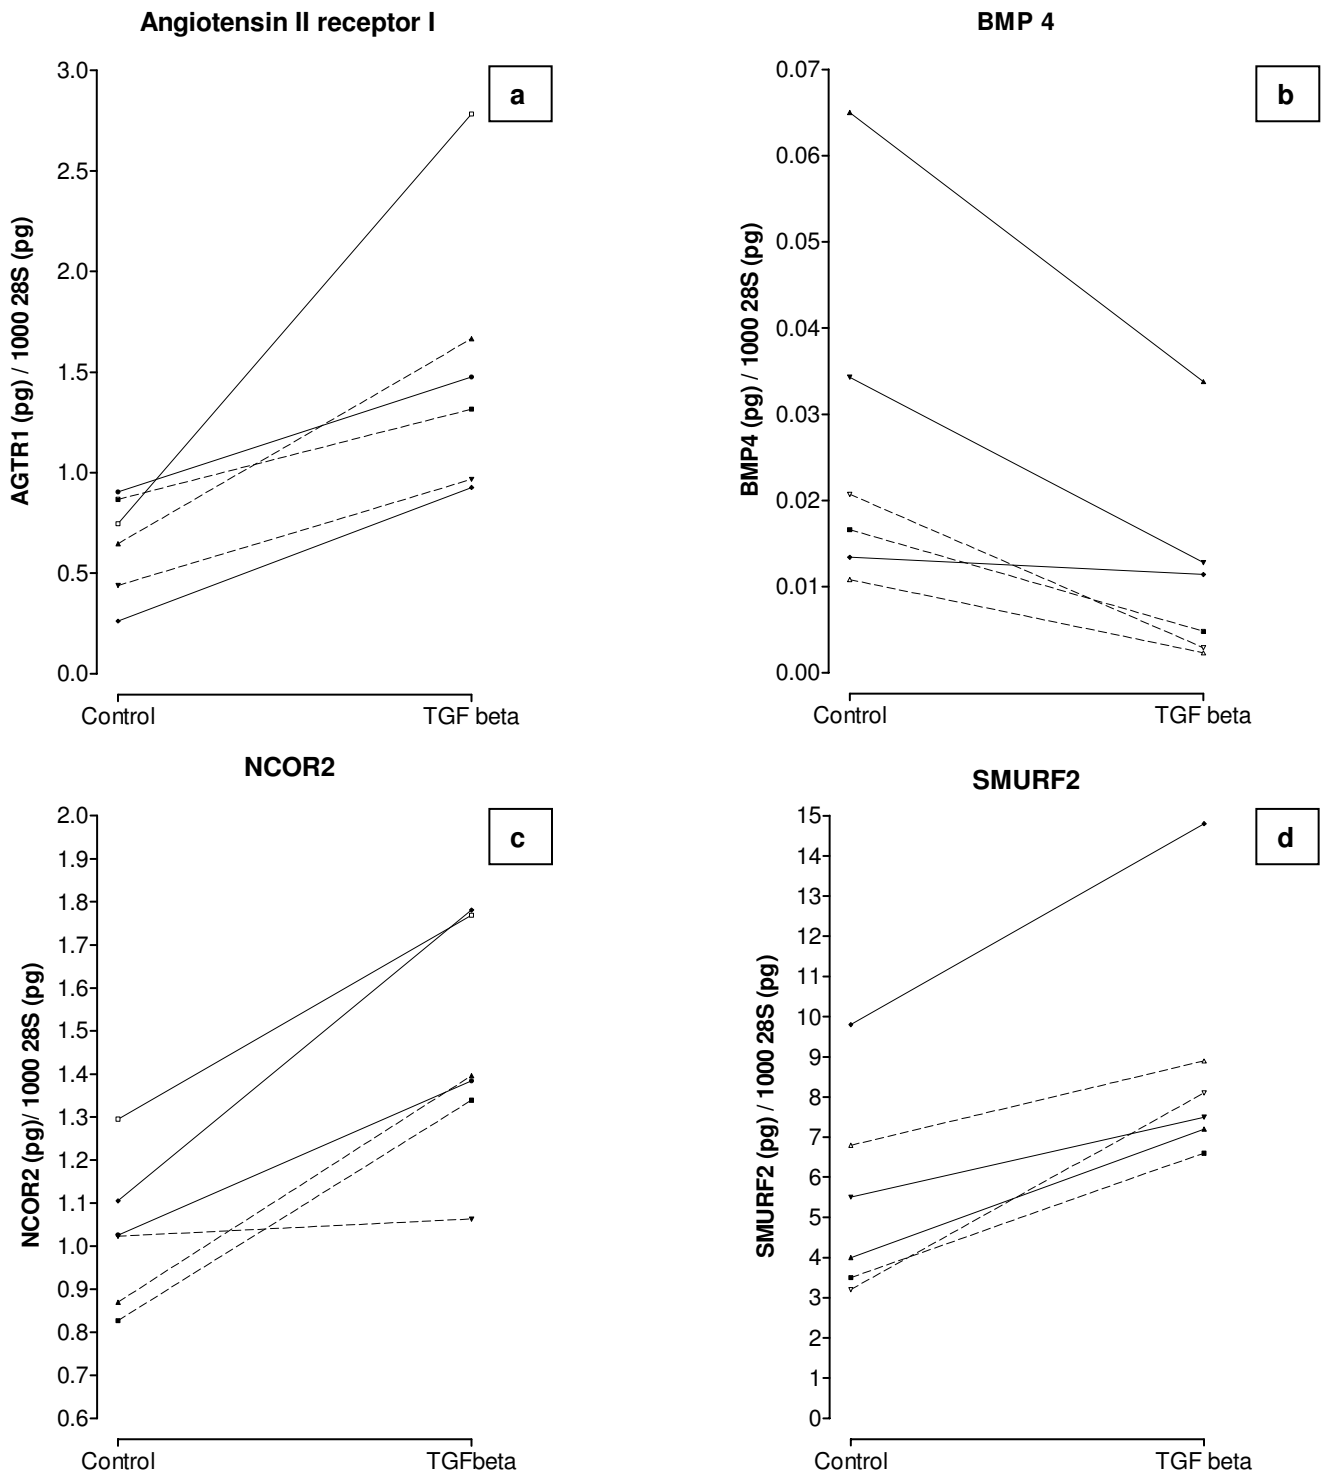 Angiotensin II receptor I
a
AGTR1 (pg) / 1000 28S (pg)
3.0
2.5
2.0
1.5
1.0
0.5
0.0
Control
TGF beta
BMP 4
b
BMP4 (pg) / 1000 28S (pg)
0.07
0.06
0.05
0.04
0.03
0.02
0.01
0.00
Control
TGF beta
NCOR2
c
NCOR2 (pg)/ 1000 28S (pg)
2.0
1.9
1.8
1.7
1.6
1.5
1.4
1.3
1.2
1.1
1.0
0.9
0.8
0.7
0.6
Control
TGFbeta
SMURF2
d
SMURF2 (pg) / 1000 28S (pg)
15
14
13
12
11
10
9
8
7
6
5
4
3
2
1
0
Control
TGF beta